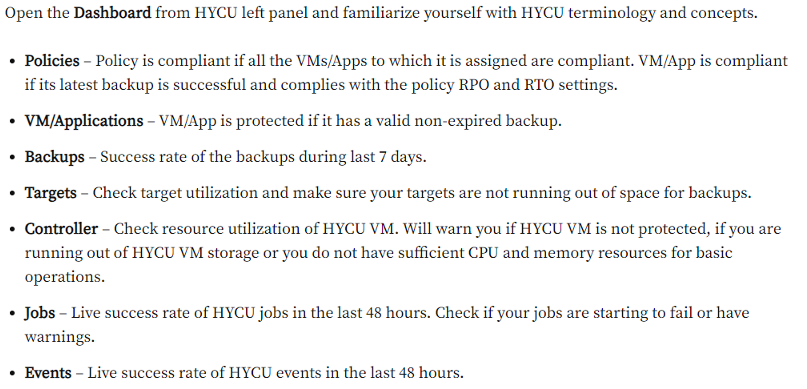 Open the Dashboard from HYCU left panel and familiarize yourself with HYCU terminology and concepts.
• Policies – Policy is compliant if all the VMs/Apps to which it is assigned are compliant. VM/App is compliant
if its latest backup is successful and complies with the policy RPO and RTO settings.
• VM/Applications – VM/App is protected if it has a valid non-expired backup.
• Backups – Success rate of the backups during last 7 days.
• Targets – Check target utilization and make sure your targets are not running out of space for backups.
• Controller – Check resource utilization of HYCU VM. Will warn you if HYCU VM is not protected, if you are
running out of HYCU VM storage or you do not have sufficient CPU and memory resources for basic
operations.
• Jobs – Live success rate of HYCU jobs in the last 48 hours. Check if your jobs are starting to fail or have
warnings.
• Events – Live success rate of HYCU events in the last 48 hours.